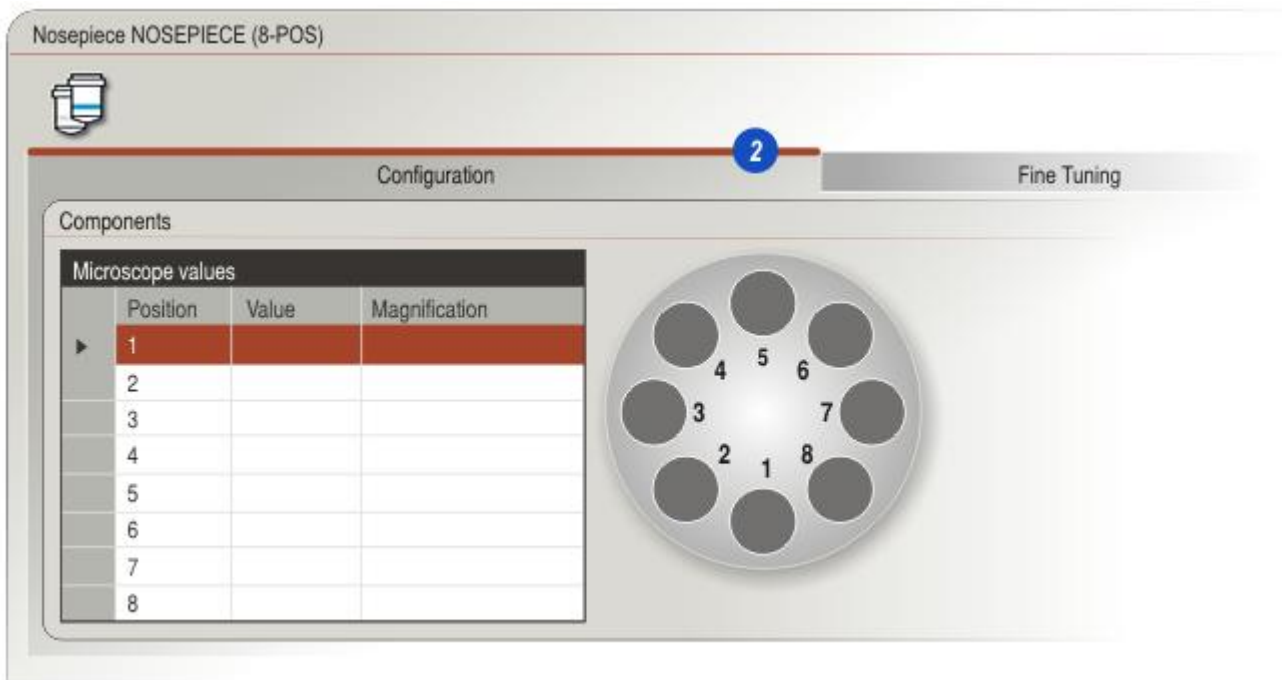 Nosepiece NOSEPIECE (8-POS)
2
Configuration
Fine Tuning
Components
Microscope values
Position Value Magnification
1
2
3
4
5
6
7
8
5
4 6
3 7
2 8
1